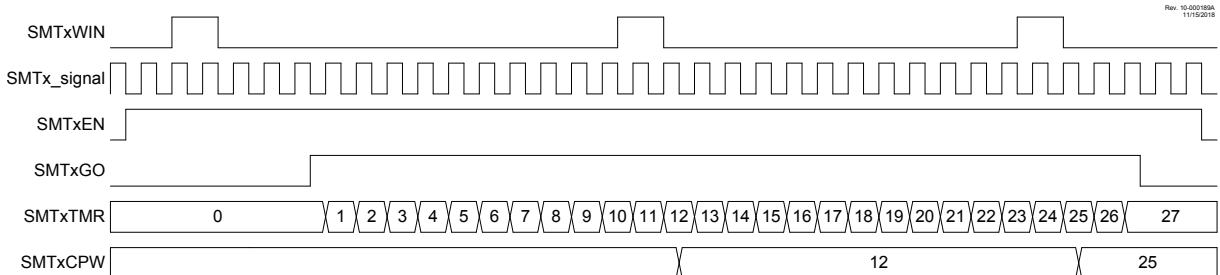 Rev. 10-000189A
11/15/2018
SMTxWIN
SMTx_signal
SMTxEN
SMTxGO
SMTxTMR 0 1 2 3 4 5 6 7 8 9 10 11 12 13 14 15 16 17 18 19 20 21 22 23 24 25 26 27
SMTxCPW 12 25